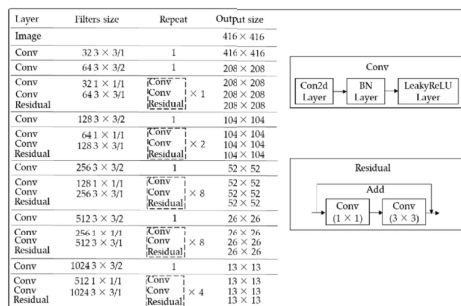 Layer Filters size Repeat Output size
Image 416 × 416
Conv 32 3 × 3/1 1 416 × 416
Conv 64 3 × 3/2 1 208 × 208
Conv 32 1 × 1/1 Conv 208 × 208
Conv 64 3 × 3/1 Conv × 1 208 × 208
Residual Residual 208 × 208
Conv 128 3 × 3/2 1 104 × 104
Conv 64 1 × 1/1 Conv 104 × 104
Conv 128 3 × 3/1 Conv × 2 104 × 104
Residual Residual 104 × 104
Conv 256 3 × 3/2 1 52 × 52
Conv 128 1 × 1/1 Conv 52 × 52
Conv 256 3 × 3/1 Conv × 8 52 × 52
Residual Residual 52 × 52
Conv 512 3 × 3/2 1 26 × 26
Conv 256 1 × 1/1 Conv 26 × 26
Conv 512 3 × 3/1 Conv × 8 26 × 26
Residual Residual 26 × 26
Conv 1024 3 × 3/2 1 13 × 13
Conv 512 1 × 1/1 Conv 13 × 13
Conv 1024 3 × 3/1 Conv × 4 13 × 13
Residual Residual 13 × 13
Conv
Con2d BN LeakyReLU
Layer Layer Layer
Residual
Add
Conv Conv
(1 × 1) (3 × 3)